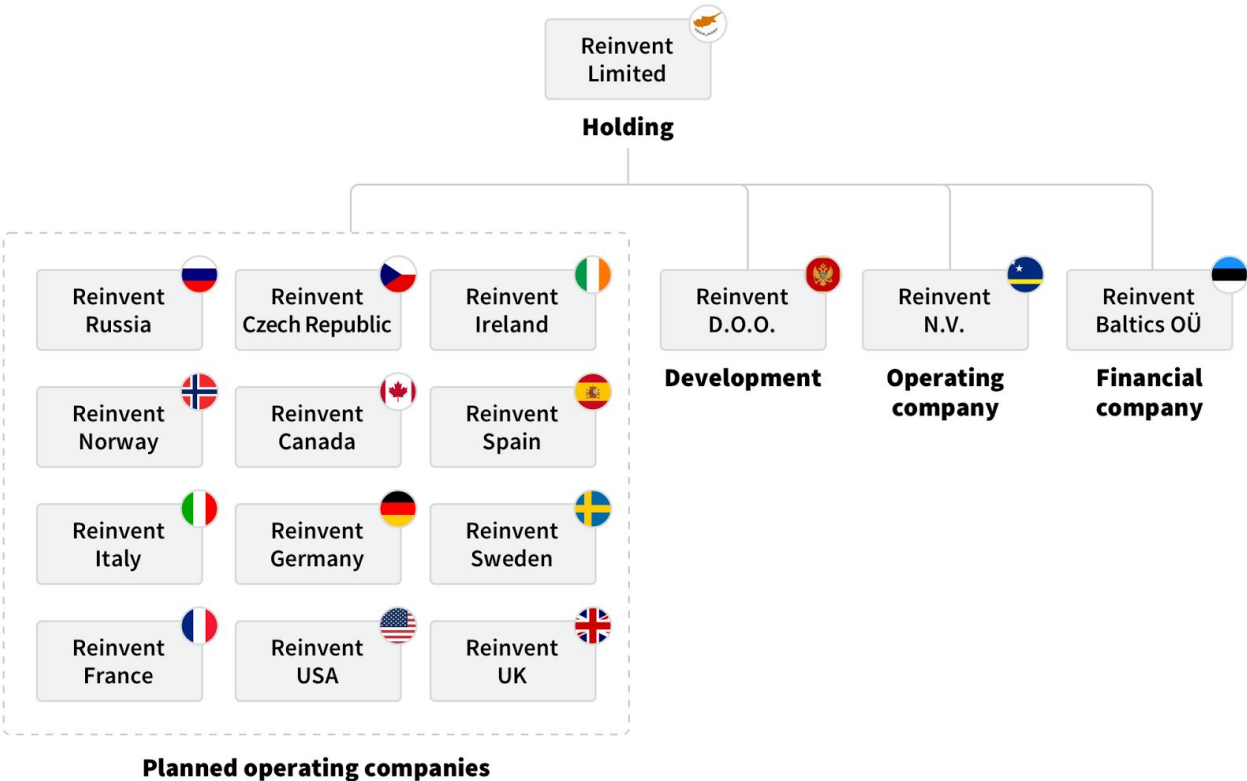 Reinvent
Limited
Holding
Reinvent
Russia
Reinvent
Czech Republic
Reinvent
Ireland
Reinvent
D.O.O.
Development
Reinvent
N.V.
Operating
company
Reinvent
Baltics OÜ
Financial
company
Reinvent
Norway
Reinvent
Canada
Reinvent
Spain
Reinvent
Italy
Reinvent
Germany
Reinvent
Sweden
Reinvent
France
Reinvent
USA
Reinvent
UK
Planned operating companies